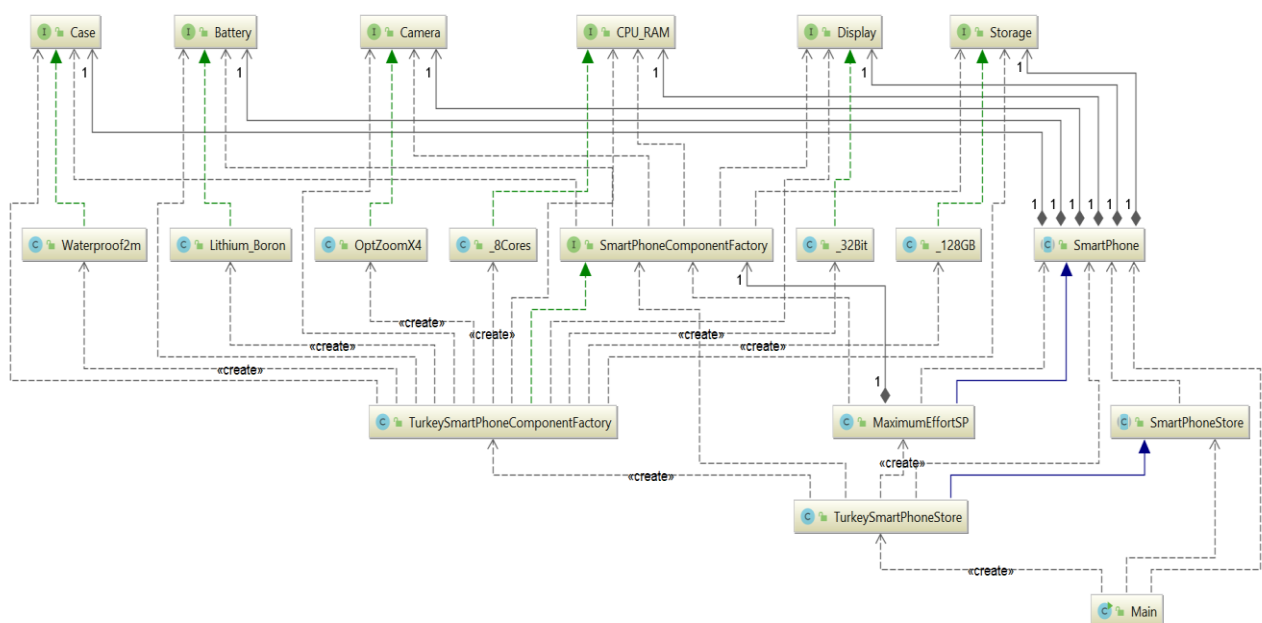 Case
Battery
Camera
CPU_RAM
Display
Storage
1
1
1
1
1
1
1
1
1
1
1
1
Waterproof2m
Lithium_Boron
OptZoomX4
_8Cores
SmartPhoneComponentFactory
_32Bit
_128GB
SmartPhone
1
«create»
«create»
«create»
«create»
«create»
«create»
1
TurkeySmartPhoneComponentFactory
MaximumEffortSP
SmartPhoneStore
«create»
«create»
TurkeySmartPhoneStore
«create»
Main